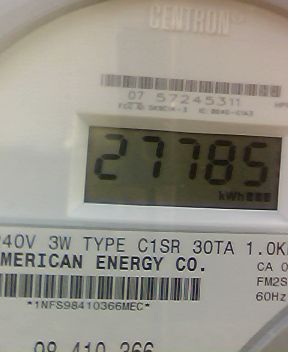 CENTRON
07 57245311
27785
kWh
240V 3W TYPE C1SR 30TA 1.0K
MERICAN ENERGY CO.
CA 0
FM2S
*1NFS98410366MEC*
60Hz
98 410 366